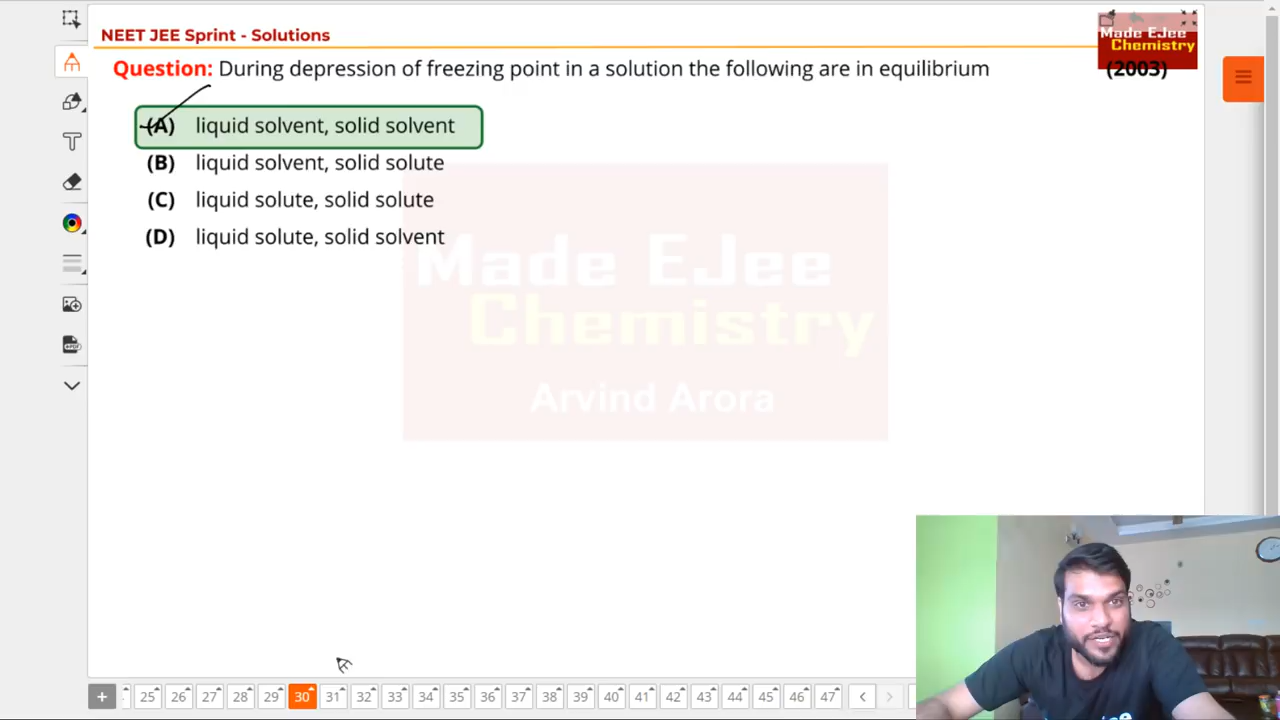 NEET JEE Sprint - Solutions
Made EJee
Chemistry
Question: During depression of freezing point in a solution the following are in equilibrium (2003)
(A) liquid solvent, solid solvent
(B) liquid solvent, solid solute
(C) liquid solute, solid solute
(D) liquid solute, solid solvent
Made EJee
Chemistry
Arvind Arora
25 26 27 28 29 30 31 32 33 34 35 36 37 38 39 40 41 42 43 44 45 46 47